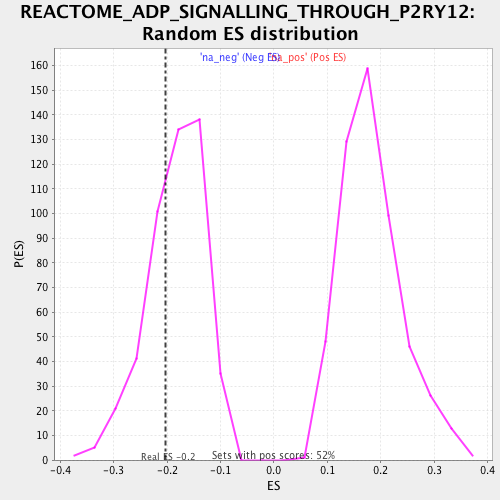 REACTOME_ADP_SIGNALLING_THROUGH_P2RY12:
Random ES distribution
'na_neg' (Neg ES)
'na_pos' (Pos ES)
160
150
140
130
120
110
100
90
80
70
60
50
40
30
20
10
0
P(ES)
Real ES -0.2
Sets with pos scores: 52%
-0.4 -0.3 -0.2 -0.1 0.0 0.1 0.2 0.3 0.4
ES